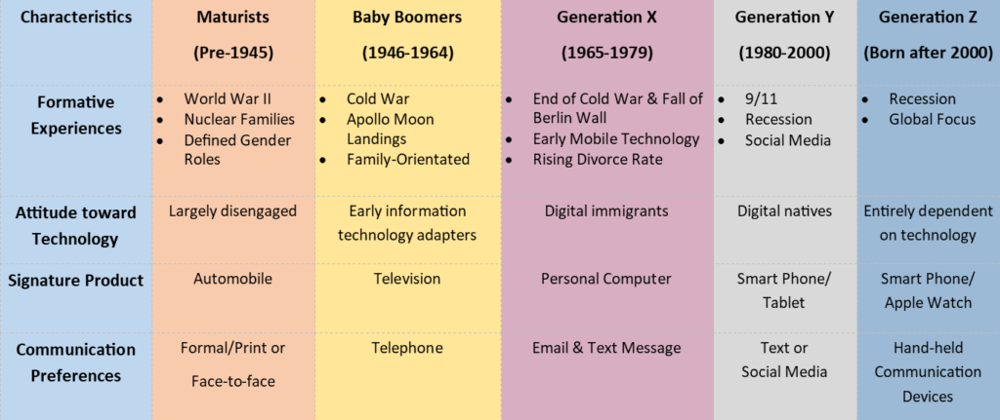 Characteristics
Maturists
(Pre-1945)
Baby Boomers
(1946-1964)
Generation X
(1965-1979)
Generation Y
(1980-2000)
Generation Z
(Born after 2000)
Formative
Experiences
• World War II
• Nuclear Families
• Defined Gender
Roles
• Cold War
• Apollo Moon
Landings
• Family-Orientated
• End of Cold War & Fall of
Berlin Wall
• Early Mobile Technology
• Rising Divorce Rate
• 9/11
• Recession
• Social Media
• Recession
• Global Focus
Attitude toward
Technology
Largely disengaged
Early information
technology adapters
Digital immigrants
Digital natives
Entirely dependent
on technology
Signature Product
Automobile
Television
Personal Computer
Smart Phone/
Tablet
Smart Phone/
Apple Watch
Communication
Preferences
Formal/Print or
Face-to-face
Telephone
Email & Text Message
Text or
Social Media
Hand-held
Communication
Devices